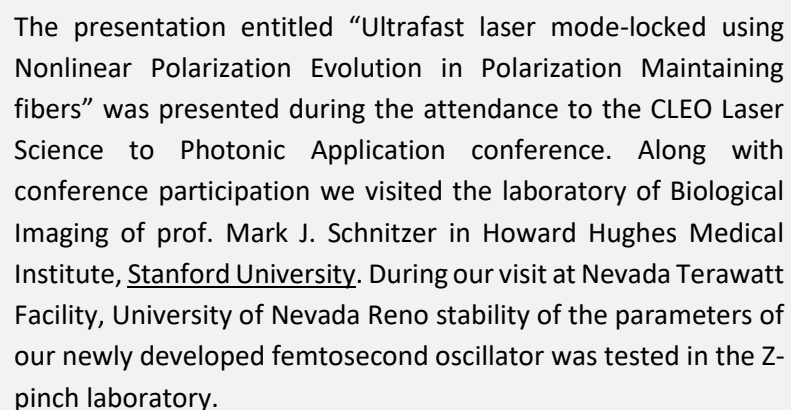 The presentation entitled “Ultrafast laser mode-locked using
Nonlinear Polarization Evolution in Polarization Maintaining
fibers” was presented during the attendance to the CLEO Laser
Science to Photonic Application conference. Along with
conference participation we visited the laboratory of Biological
Imaging of prof. Mark J. Schnitzer in Howard Hughes Medical
Institute, Stanford University. During our visit at Nevada Terawatt
Facility, University of Nevada Reno stability of the parameters of
our newly developed femtosecond oscillator was tested in the Z-
pinch laboratory.